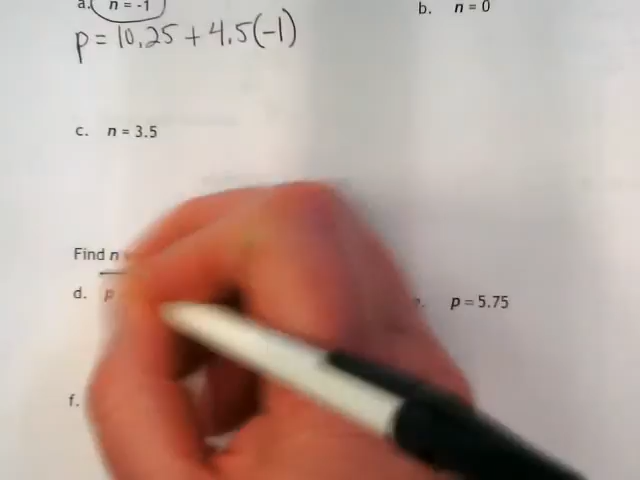 a. n = -1
b. n = 0
p = 10.25 + 4.5(-1)
c. n = 3.5
Find n
d. p
p = 5.75
f.